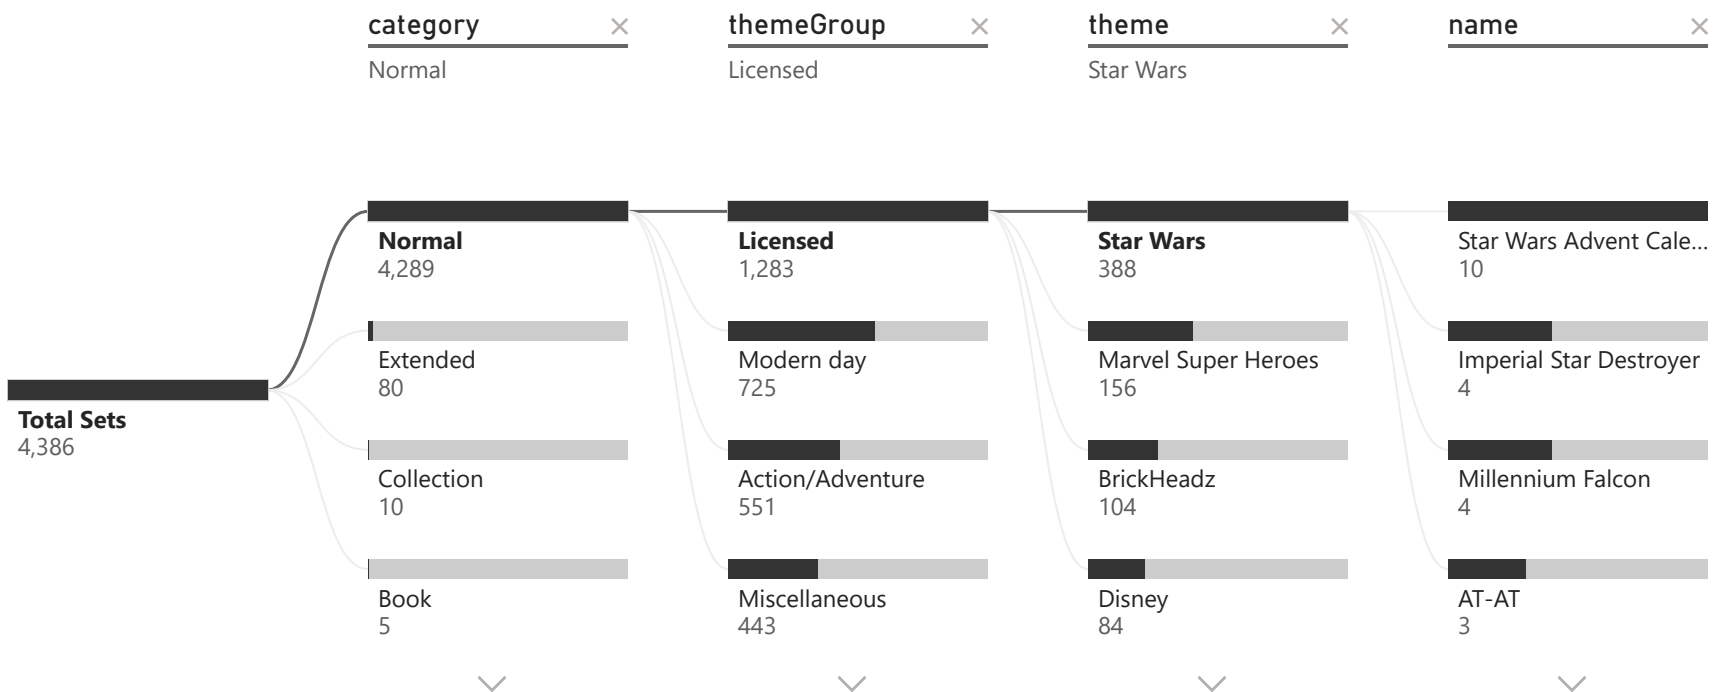 category
×
themeGroup
×
theme
×
name
×
Normal
Licensed
Star Wars
Total Sets
4,386
Normal
4,289
Extended
80
Collection
10
Book
5
Licensed
1,283
Modern day
725
Action/Adventure
551
Miscellaneous
443
Star Wars
388
Marvel Super Heroes
156
BrickHeadz
104
Disney
84
Star Wars Advent Cale...
10
Imperial Star Destroyer
4
Millennium Falcon
4
AT-AT
3